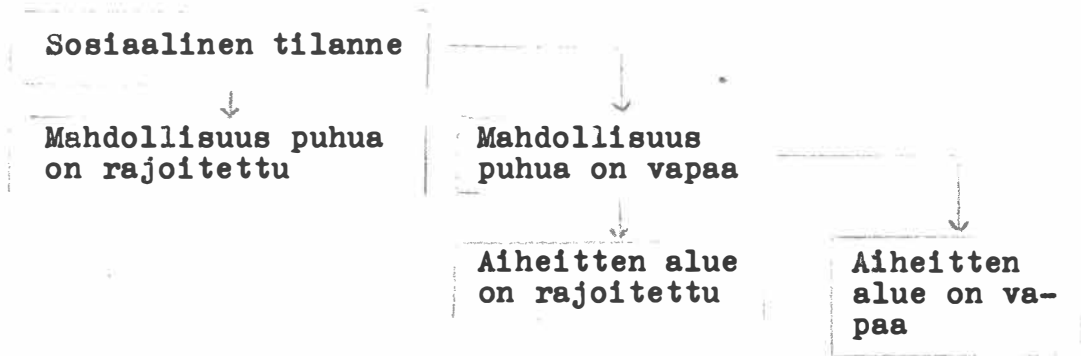 Sosiaalinen tilanne
Mahdollisuus puhua
on rajoitettu
Mahdollisuus
puhua on vapaa
Aiheitten alue
on rajoitettu
Aiheitten
alue on va-
paa